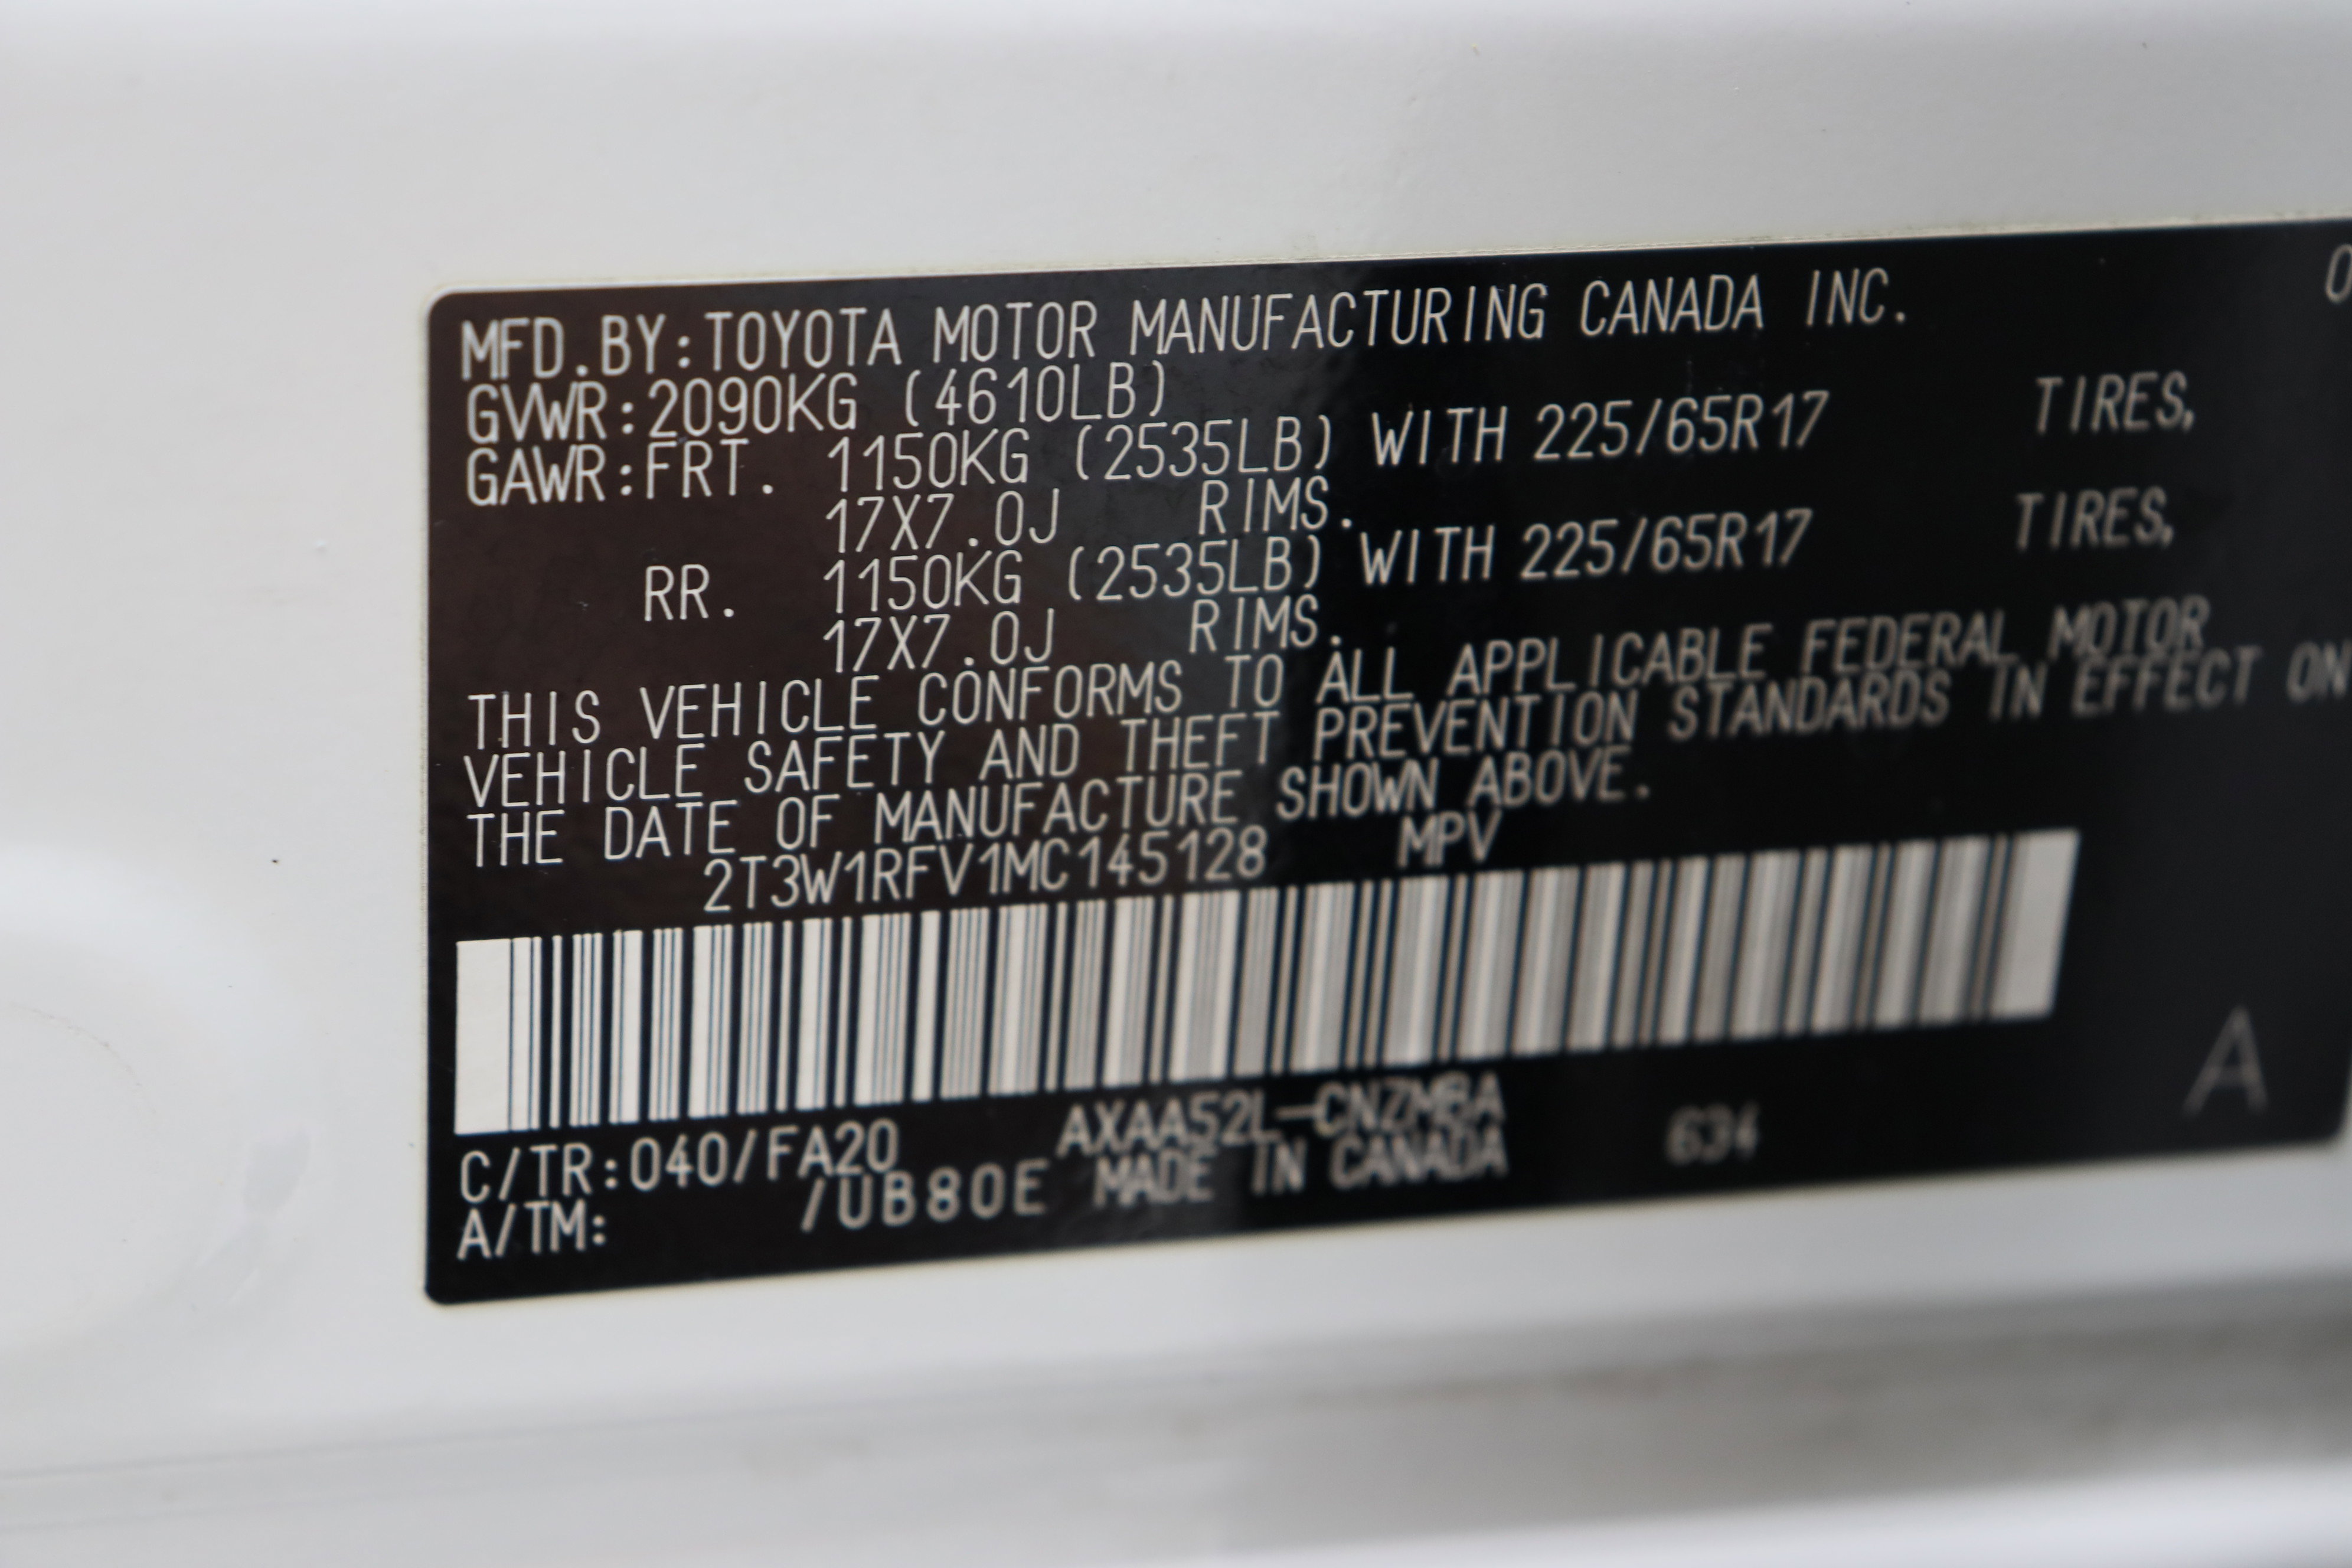 MFD.BY:TOYOTA MOTOR MANUFACTURING CANADA INC. 0
GVWR:2090KG (4610LB)
GAWR:FRT. 1150KG (2535LB) WITH 225/65R17 TIRES,
17X7.0J RIMS.
RR. 1150KG (2535LB) WITH 225/65R17 TIRES,
17X7.0J RIMS.
THIS VEHICLE CONFORMS TO ALL APPLICABLE FEDERAL MOTOR
VEHICLE SAFETY AND THEFT PREVENTION STANDARDS IN EFFECT ON
THE DATE OF MANUFACTURE SHOWN ABOVE.
2T3W1RFV1MC145128 MPV
C/TR:040/FA20 AXAA52L-CNZMBA 634 A
A/TM: /UB80E MADE IN CANADA